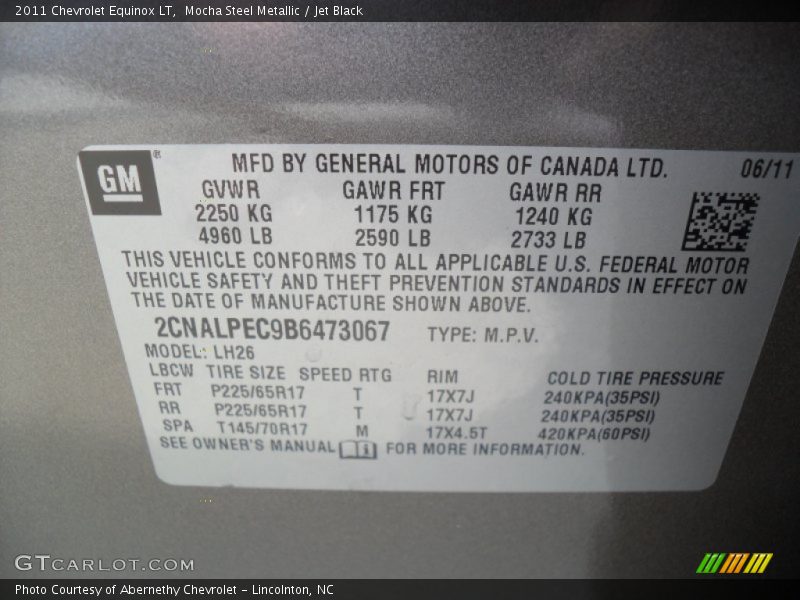 2011 Chevrolet Equinox LT, Mocha Steel Metallic / Jet Black
GM®
MFD BY GENERAL MOTORS OF CANADA LTD. 06/11
GVWR GAWR FRT GAWR RR
2250 KG 1175 KG 1240 KG
4960 LB 2590 LB 2733 LB
THIS VEHICLE CONFORMS TO ALL APPLICABLE U.S. FEDERAL MOTOR
VEHICLE SAFETY AND THEFT PREVENTION STANDARDS IN EFFECT ON
THE DATE OF MANUFACTURE SHOWN ABOVE.
2CNALPEC9B6473067 TYPE: M.P.V.
MODEL: LH26
LBCW TIRE SIZE SPEED RTG RIM COLD TIRE PRESSURE
FRT P225/65R17 T 17X7J 240KPA(35PSI)
RR P225/65R17 T 17X7J 240KPA(35PSI)
SPA T145/70R17 M 17X4.5T 420KPA(60PSI)
SEE OWNER'S MANUAL FOR MORE INFORMATION.
GTCARLOT.COM
Photo Courtesy of Abernethy Chevrolet - Lincolnton, NC